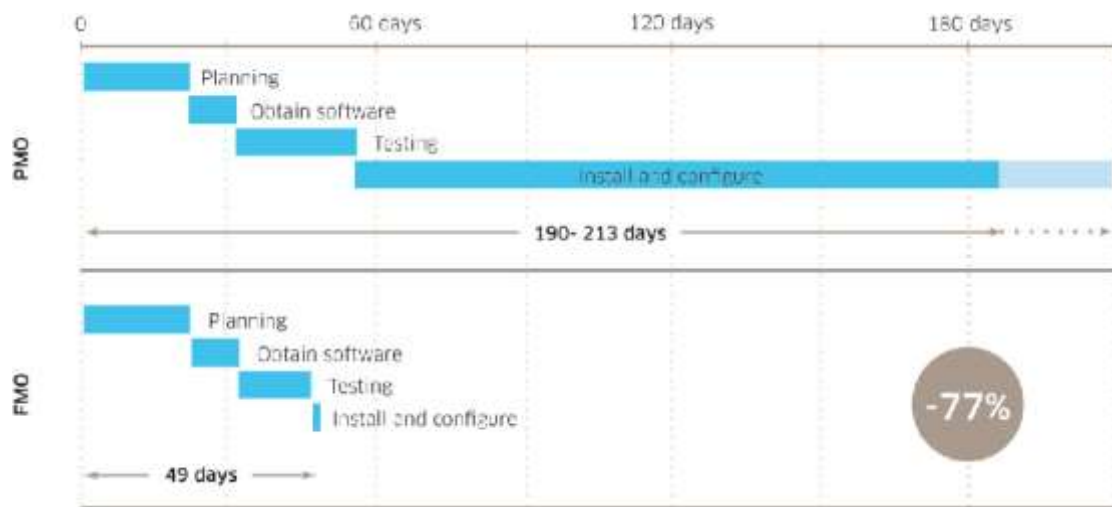 0 60 days 120 days 180 days
PMO
Planning
Obtain software
Testing
Install and configure
190- 213 days
FMO
Planning
Obtain software
Testing
Install and configure
-77%
49 days